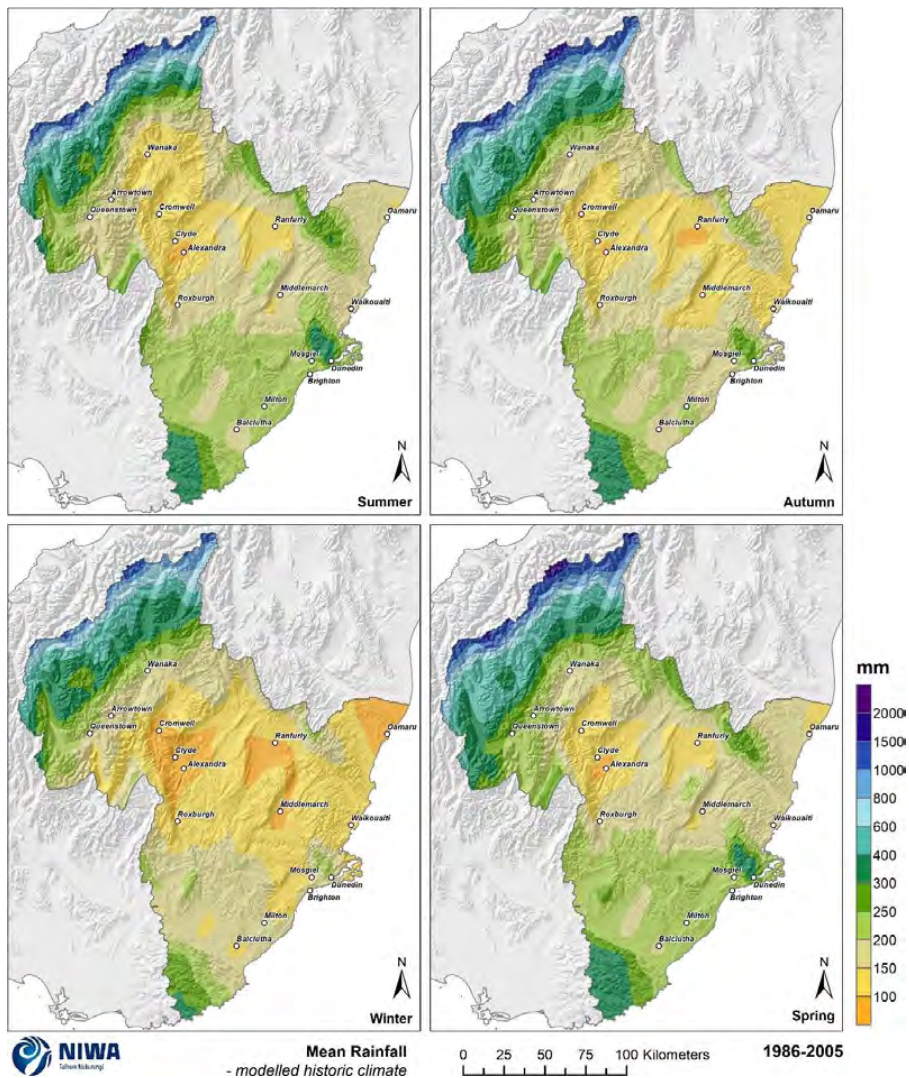 Wanaka
Arrowtown
Queenstown
Cromwell
Oamaru
Ranfurly
Clyde
Alexandra
Middlemarch
Roxburgh
Waikouaiti
Mosgiel
Dunedin
Brighton
Milton
Balclutha
N
Summer
Wanaka
Arrowtown
Queenstown
Cromwell
Oamaru
Ranfurly
Clyde
Alexandra
Middlemarch
Roxburgh
Waikouaiti
Mosgiel
Dunedin
Brighton
Milton
Balclutha
N
Autumn
Wanaka
Arrowtown
Queenstown
Cromwell
Oamaru
Ranfurly
Clyde
Alexandra
Middlemarch
Roxburgh
Waikouaiti
Mosgiel
Dunedin
Brighton
Milton
Balclutha
N
Winter
Wanaka
Arrowtown
Queenstown
Cromwell
Oamaru
Ranfurly
Clyde
Alexandra
Middlemarch
Roxburgh
Waikouaiti
Mosgiel
Dunedin
Brighton
Milton
Balclutha
N
Spring
mm
2000
1500
1000
800
600
400
300
250
200
150
100
NIWA
Taihoro Nukurangi
Mean Rainfall
- modelled historic climate
0 25 50 75 100 Kilometers
1986-2005